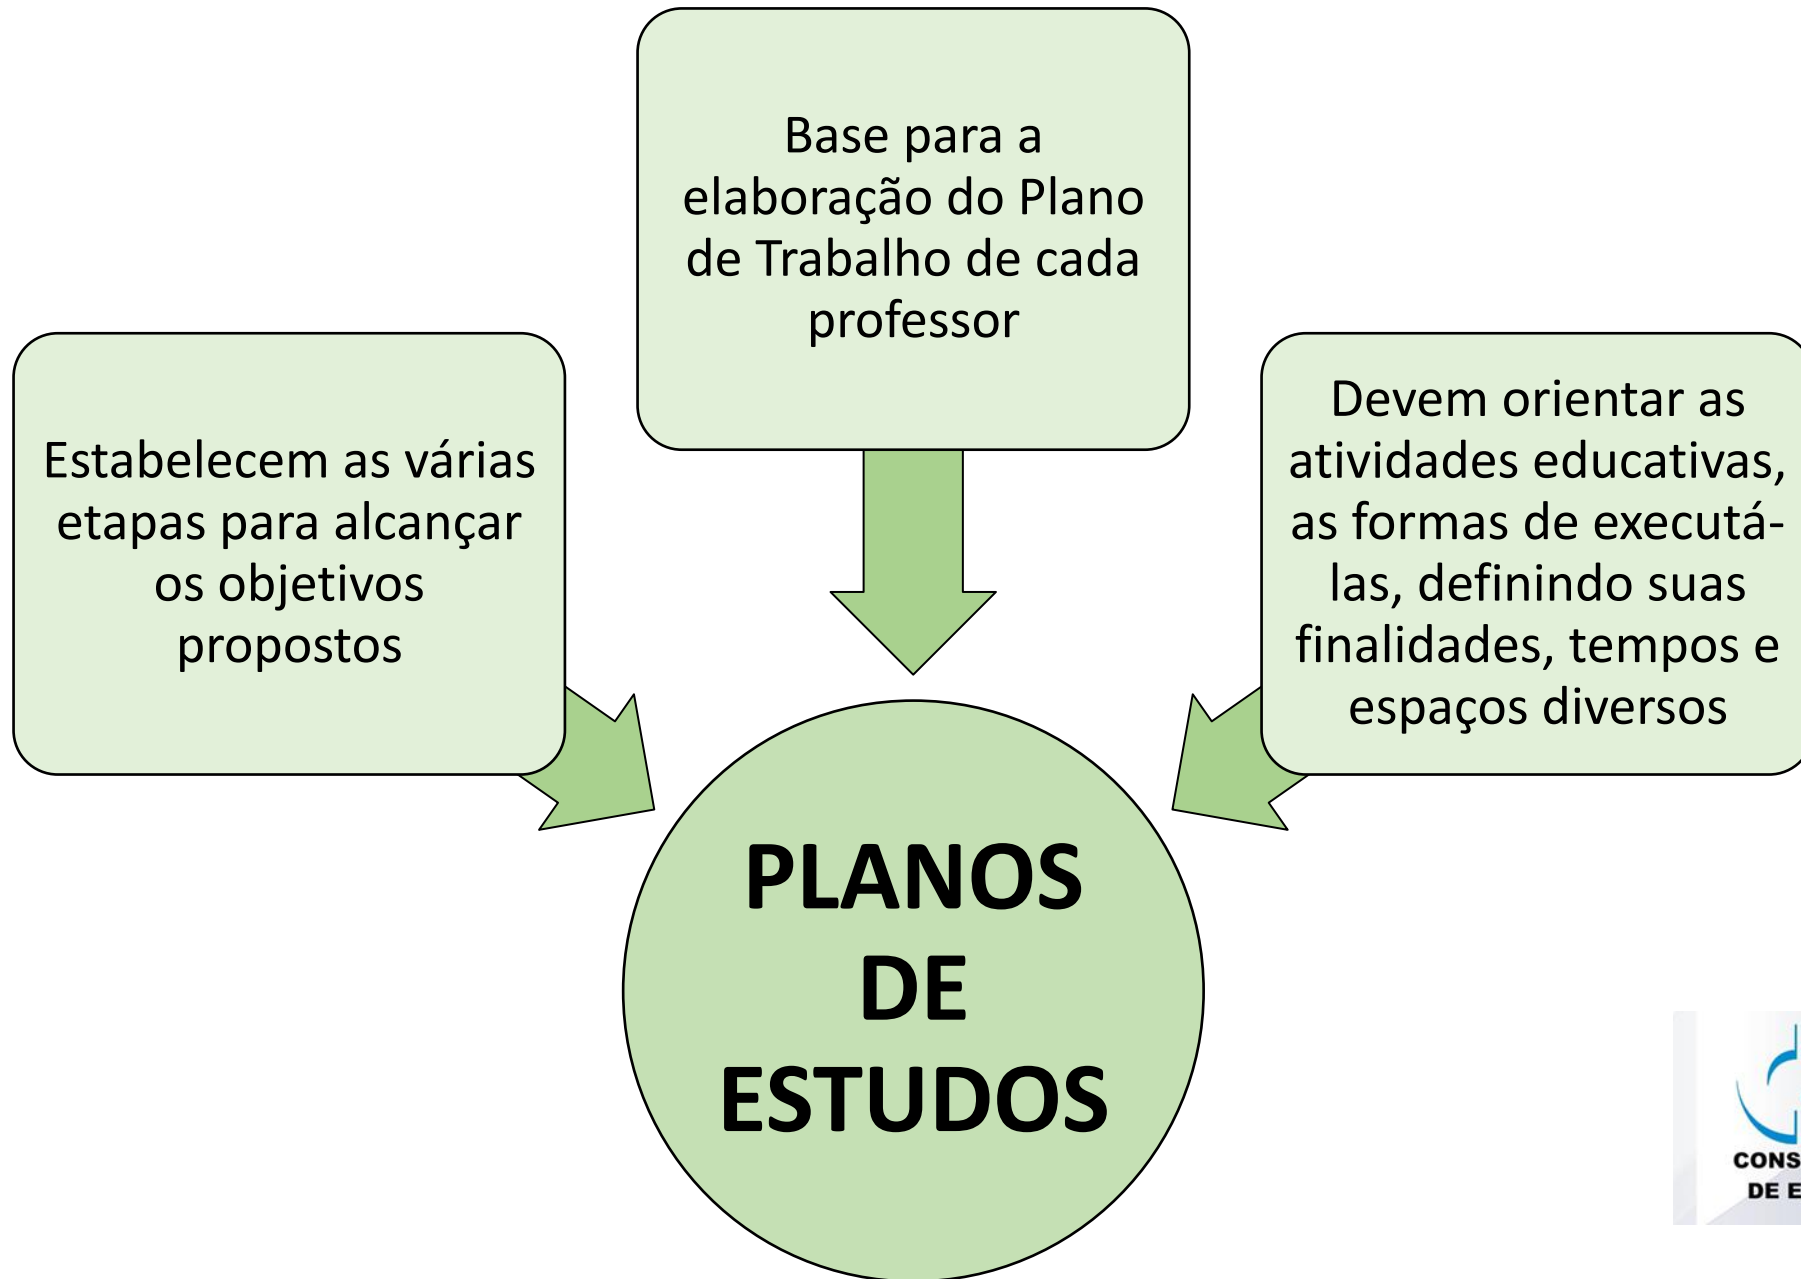 Base para a
elaboração do Plano
de Trabalho de cada
professor
Estabelecem as várias
etapas para alcançar
os objetivos
propostos
Devem orientar as
atividades educativas,
as formas de executá-
las, definindo suas
finalidades, tempos e
espaços diversos
PLANOS
DE
ESTUDOS
DE